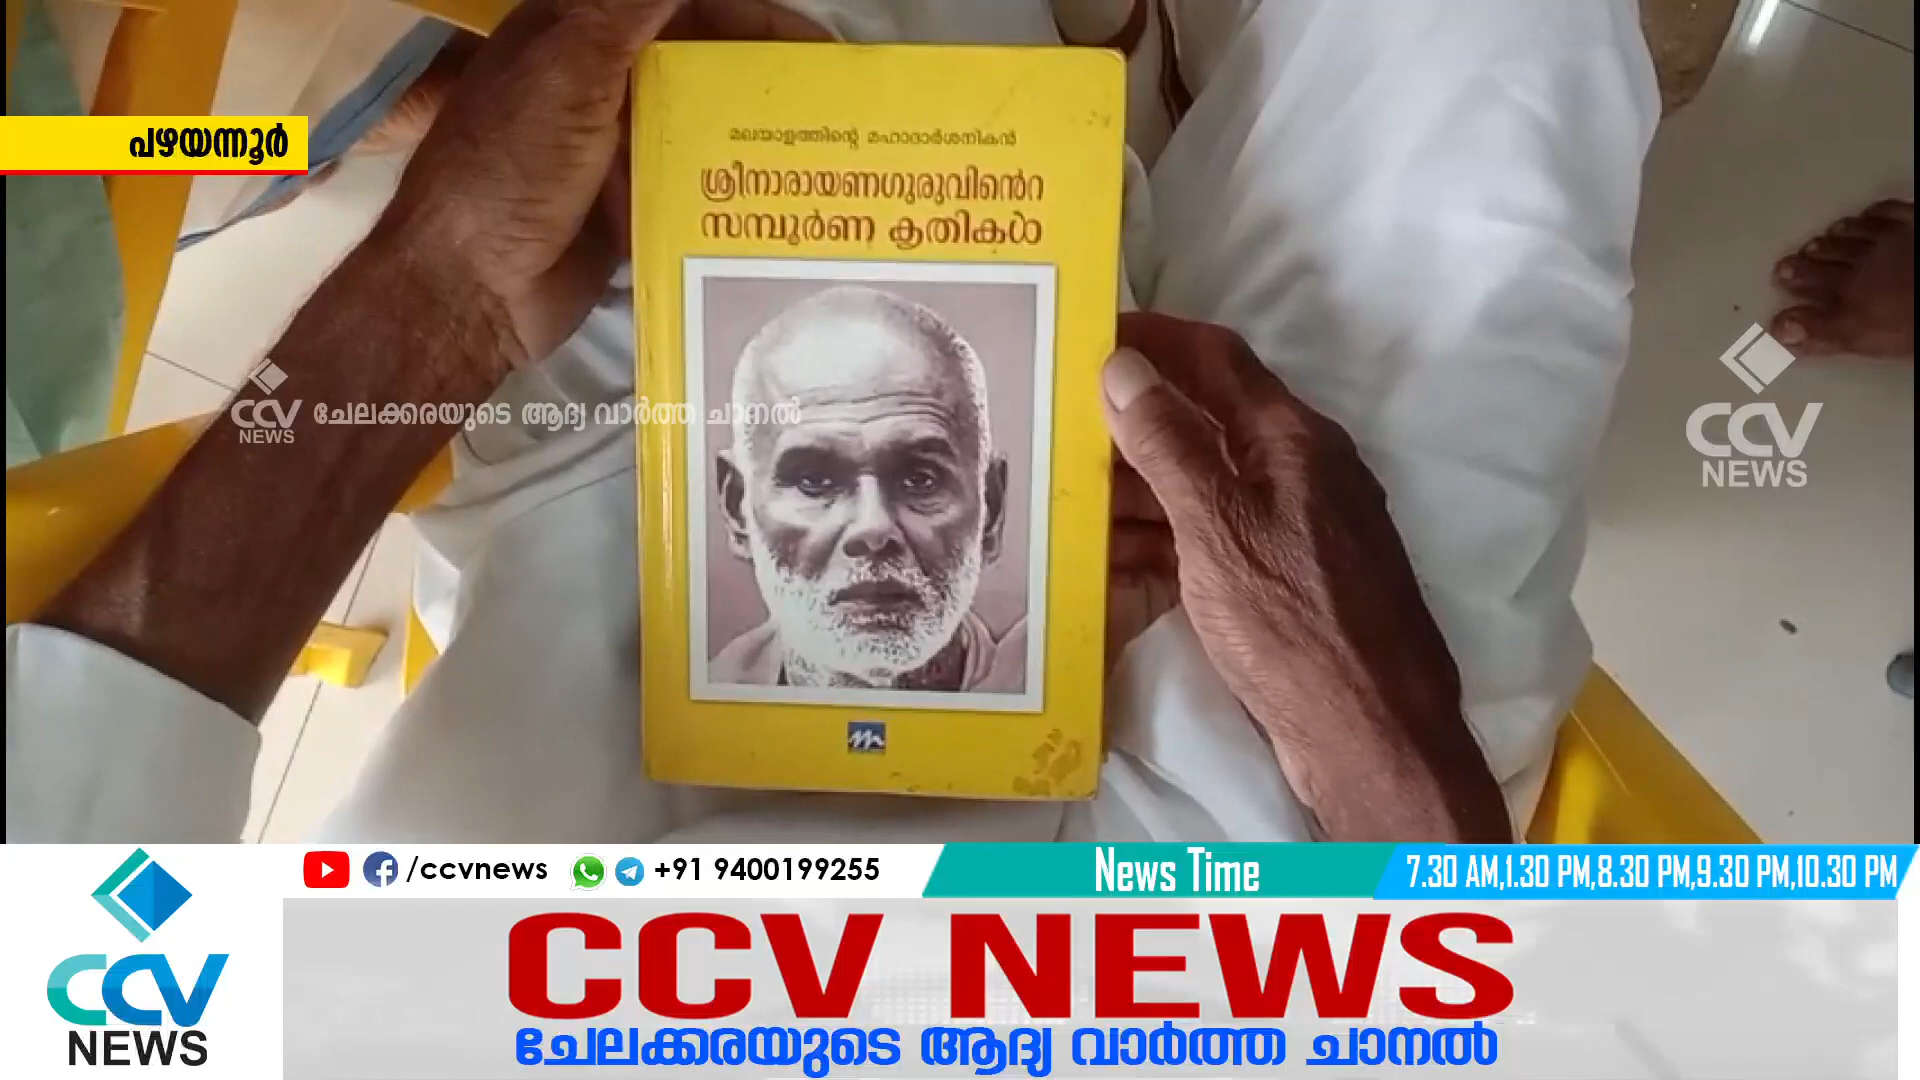 പഴയന്നൂർ
മലയാളത്തിന്റെ മഹാദാർശനികൻ
ശ്രീനാരായണഗുരുവിൻെറ
സമ്പൂർണ കൃതികൾ
CCV NEWS ചേലക്കരയുടെ ആദ്യ വാർത്ത ചാനൽ
CCV
NEWS
/ccvnews +91 9400199255 News Time 7.30 AM,1.30 PM,8.30 PM,9.30 PM,10.30 PM
CCV NEWS
CCV NEWS
ചേലക്കരയുടെ ആദ്യ വാർത്ത ചാനൽ